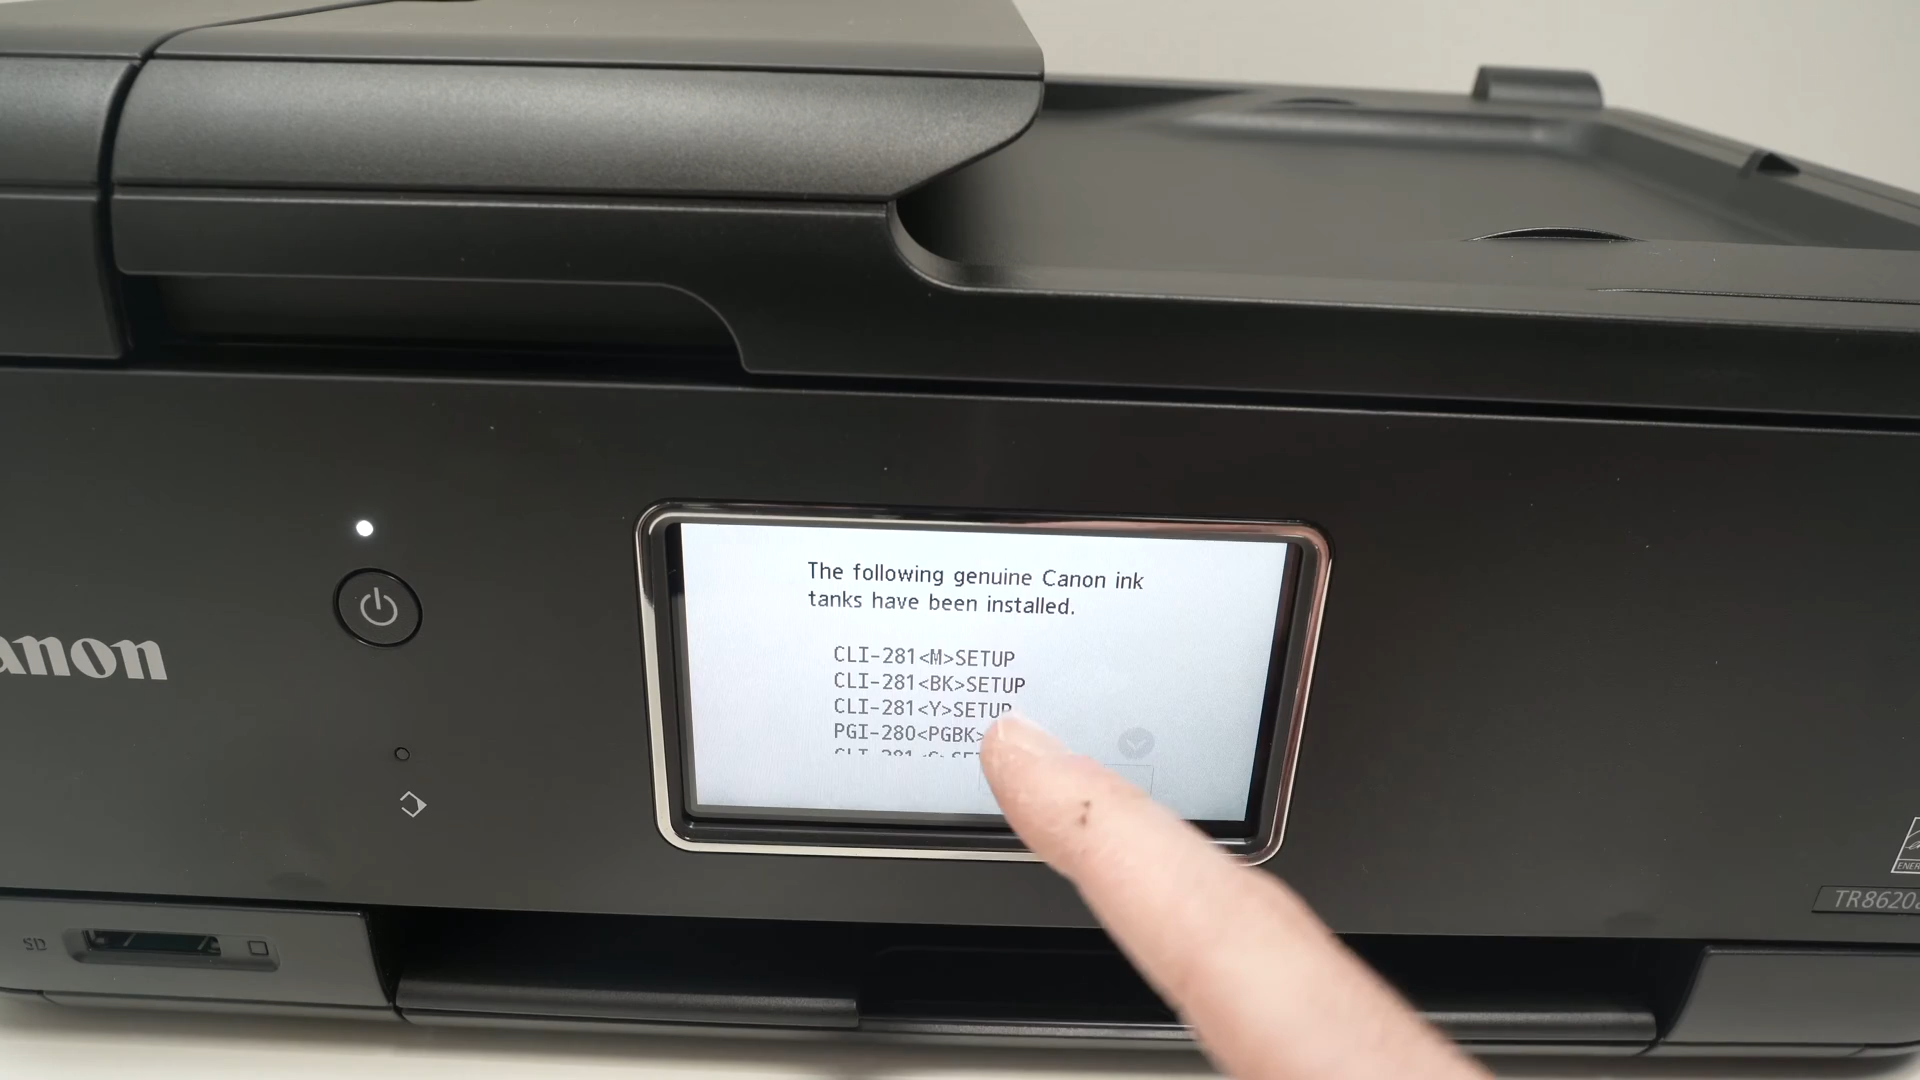 The following genuine Canon ink
tanks have been installed.
CLI-281<M>SETUP
CLI-281<BK>SETUP
CLI-281<Y>SETUP
PGI-280<PGBK>
anon
SD
TR8620a